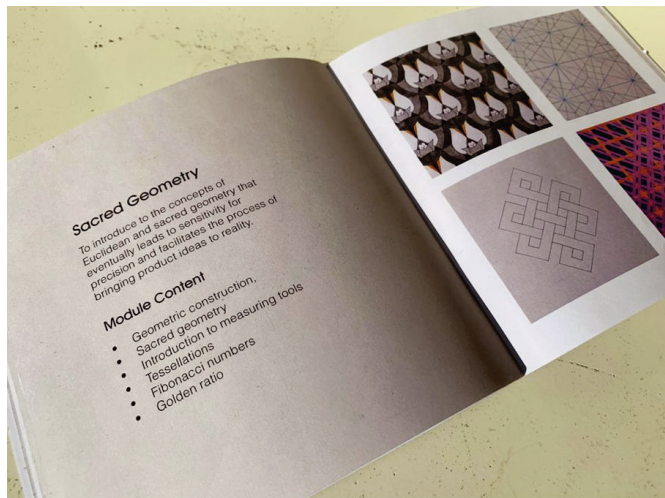 Sacred Geometry
To introduce to the concepts of
Euclidean and sacred geometry that
eventually leads to sensitivity for
precision and facilitates the process of
bringing product ideas to reality.
Module Content
• Geometric construction,
• Sacred geometry
• Introduction to measuring tools
• Tessellations
• Fibonacci numbers
• Golden ratio